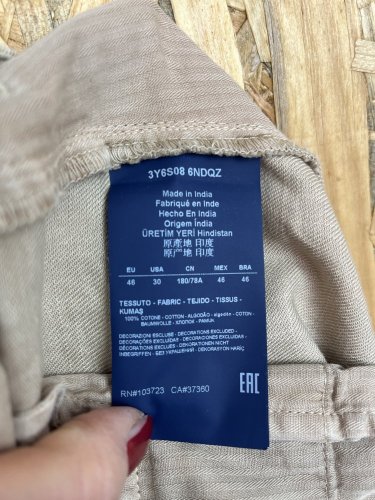 3Y6S08 6NDQZ
Made in India
Fabriqué en Inde
Hecho En India
Origem Índia
ÜRETİM YERİ Hindistan
原產地 印度
原产地 印度
EU USA CN MEX BRA
46 30 180/78A 46 46
TESSUTO - FABRIC - TEJIDO - TISSUS -
KUMAŞ
100% COTONE - COTTON - ALGODÃO - algodón - COTON -
BAUMWOLLE - ХЛОПОК - PAMUK
DECORAZIONI ESCLUSE - DECORATIONS EXCLUDED -
DECORACIONES EXCLUIDAS - DECORAÇÕES EXCLUÍDAS -
DÉCORATIONS EXCLUES - DEKORATIONEN NICHT
INBEGRIFFEN - БЕЗ УКРАШЕНИЙ - DEKORASYON HARİÇ
RN#103723 CA#37360
EAC